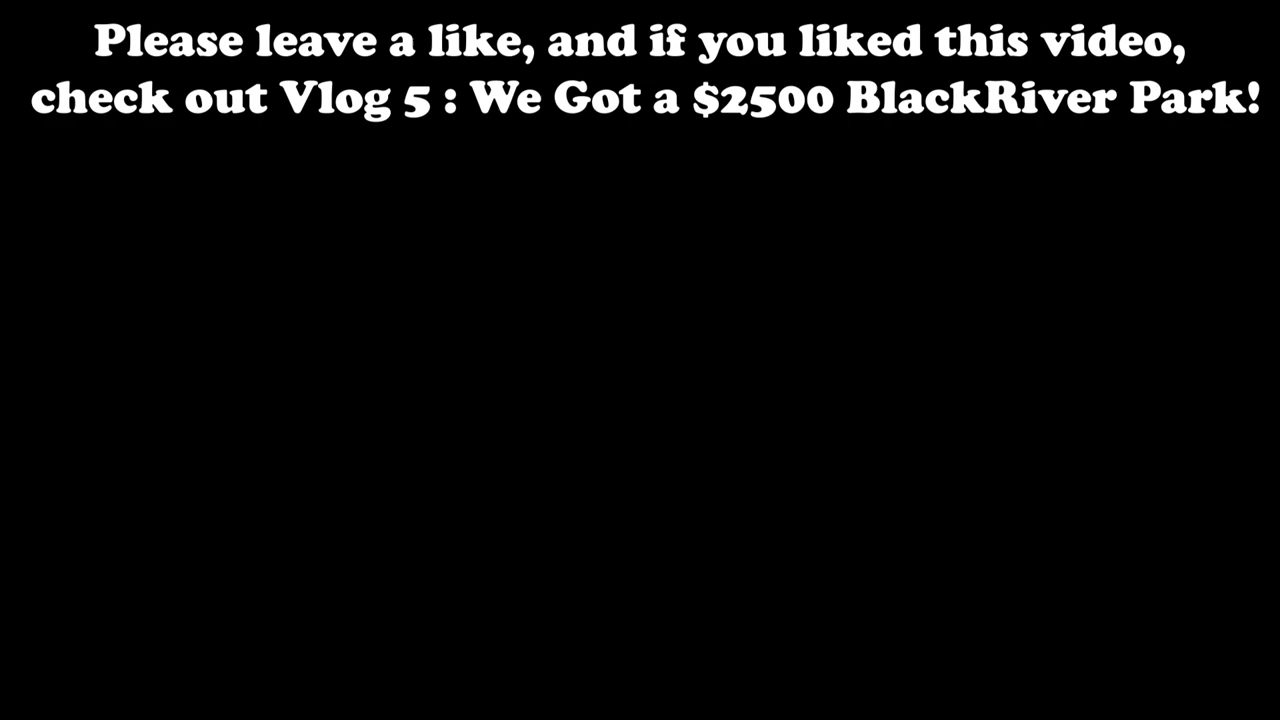 Please leave a like, and if you liked this video,
check out Vlog 5 : We Got a $2500 BlackRiver Park!